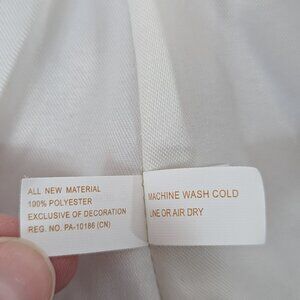 ALL NEW MATERIAL
100% POLYESTER
EXCLUSIVE OF DECORATION
REG. NO. PA-10186 (CN)
MACHINE WASH COLD
LINE OR AIR DRY